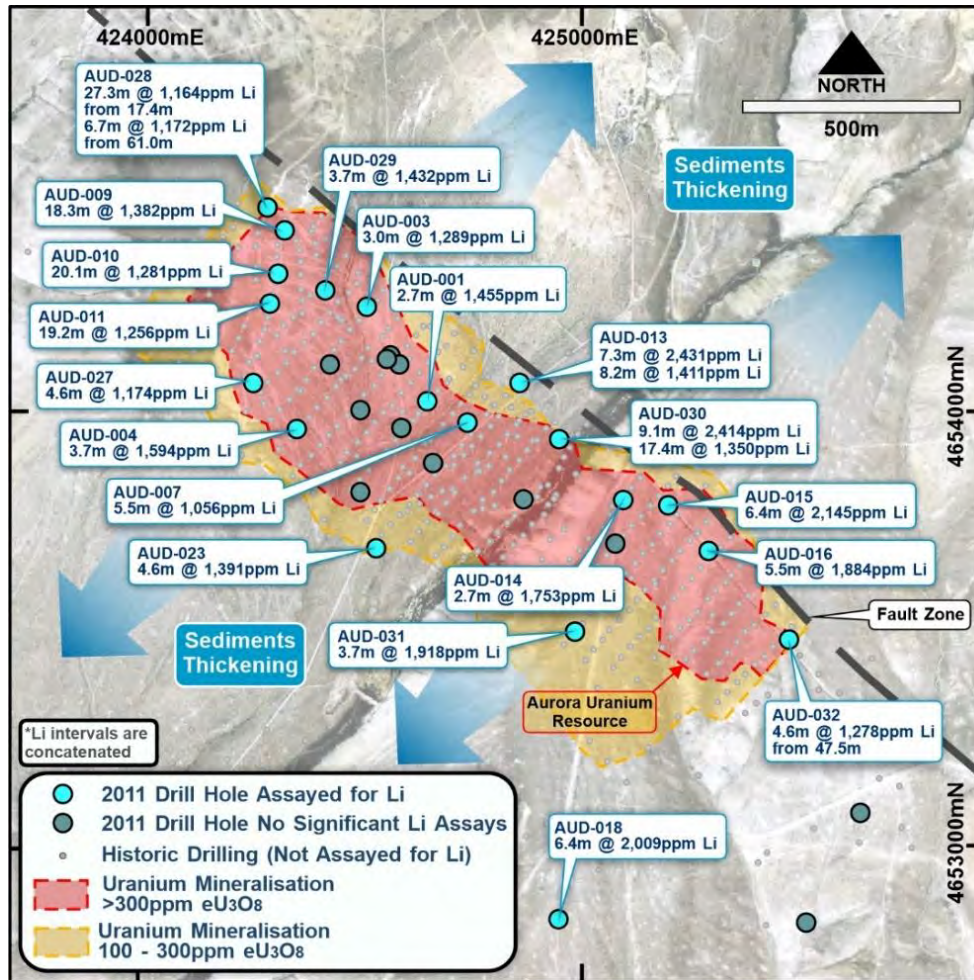 424000mE
425000mE
NORTH
500m
AUD-028
27.3m @ 1,164ppm Li
from 17.4m
6.7m @ 1,172ppm Li
from 61.0m
AUD-029
3.7m @ 1,432ppm Li
Sediments
Thickening
AUD-009
18.3m @ 1,382ppm Li
AUD-003
3.0m @ 1,289ppm Li
AUD-010
20.1m @ 1,281ppm Li
AUD-001
2.7m @ 1,455ppm Li
AUD-011
19.2m @ 1,256ppm Li
AUD-013
7.3m @ 2,431ppm Li
8.2m @ 1,411ppm Li
AUD-027
4.6m @ 1,174ppm Li
AUD-030
9.1m @ 2,414ppm Li
17.4m @ 1,350ppm Li
4654000mN
AUD-004
3.7m @ 1,594ppm Li
AUD-007
5.5m @ 1,056ppm Li
AUD-015
6.4m @ 2,145ppm Li
AUD-023
4.6m @ 1,391ppm Li
AUD-016
5.5m @ 1,884ppm Li
AUD-014
2.7m @ 1,753ppm Li
Fault Zone
Sediments
Thickening
AUD-031
3.7m @ 1,918ppm Li
Aurora Uranium
Resource
AUD-032
4.6m @ 1,278ppm Li
from 47.5m
*Li intervals are
concatenated
2011 Drill Hole Assayed for Li
2011 Drill Hole No Significant Li Assays
Historic Drilling (Not Assayed for Li)
Uranium Mineralisation
>300ppm eU3O8
Uranium Mineralisation
100 - 300ppm eU3O8
AUD-018
6.4m @ 2,009ppm Li
4653000mN